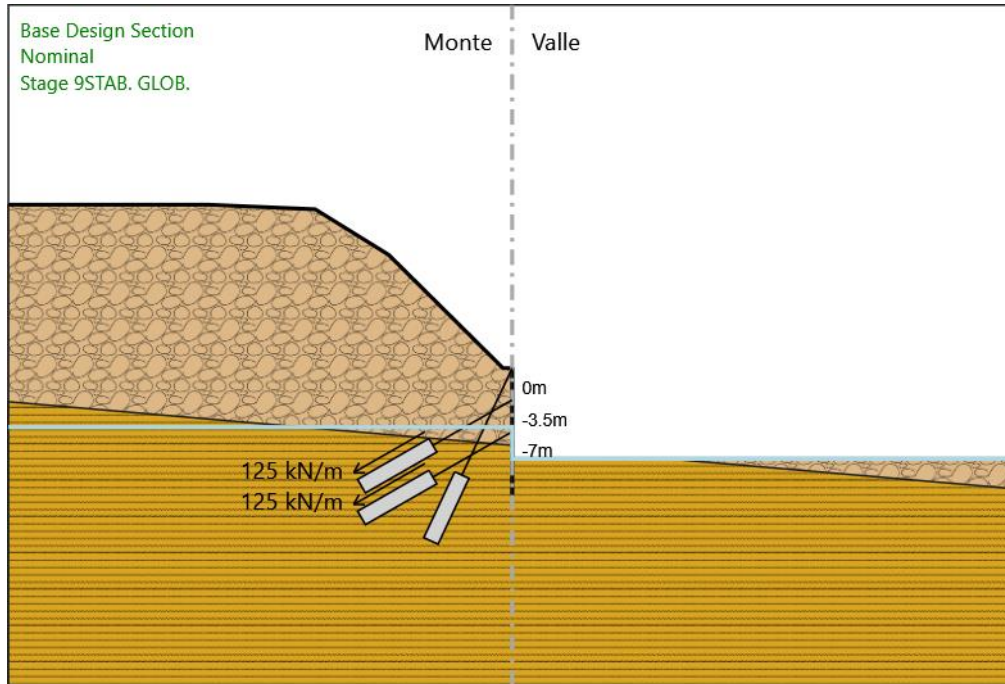 Base Design Section
Nominal
Stage 9STAB. GLOB.
Monte
Valle
0m
-3.5m
-7m
125 kN/m
125 kN/m